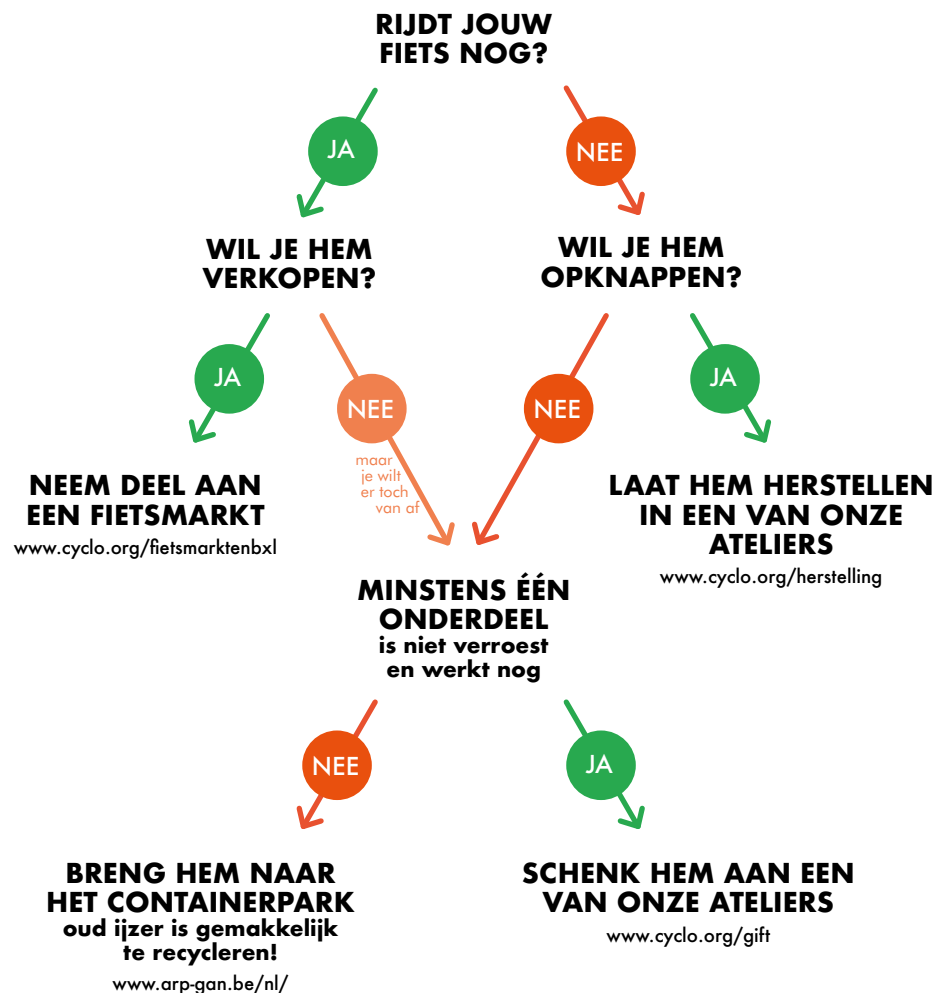 RIJDT JOUW
FIETS NOG?
JA
NEE
WIL JE HEM
VERKOPEN?
WIL JE HEM
OPKNAPPEN?
JA
NEE
maar
je wilt
er toch
van af
NEE
JA
NEEM DEEL AAN
EEN FIETSMARKT
www.cyclo.org/fietsmarktenbxl
LAAT HEM HERSTELLEN
IN EEN VAN ONZE
ATELIERS
www.cyclo.org/herstelling
MINSTENS ÉÉN
ONDERDEEL
is niet verroest
en werkt nog
NEE
JA
BRENG HEM NAAR
HET CONTAINERPARK
oud ijzer is gemakkelijk
te recycleren!
www.arp-gan.be/nl/
SCHENK HEM AAN EEN
VAN ONZE ATELIERS
www.cyclo.org/gift